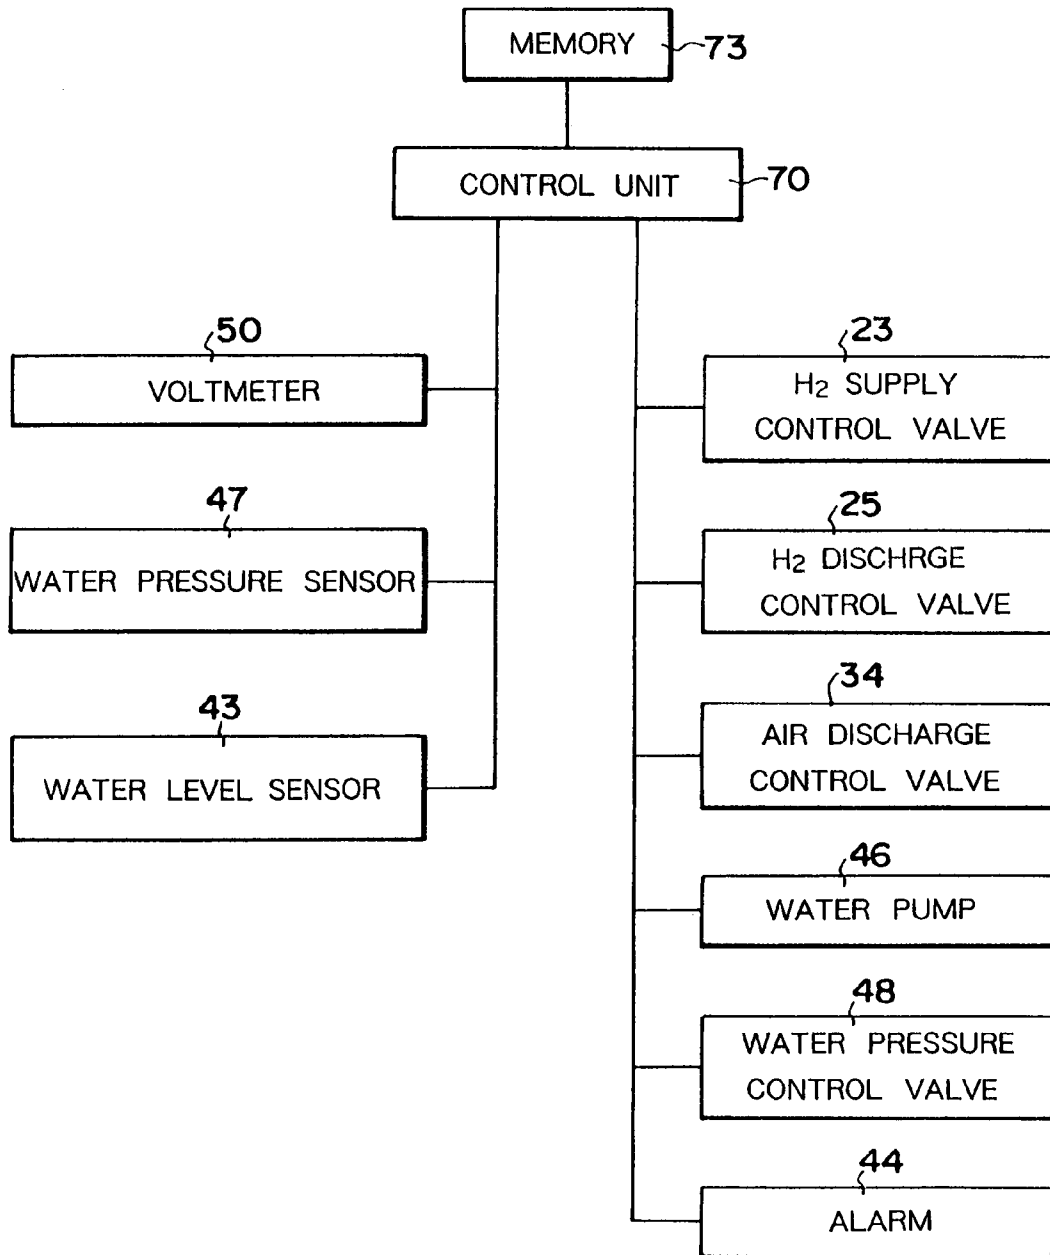 MEMORY
73
CONTROL UNIT
70
50
VOLTMETER
47
WATER PRESSURE SENSOR
43
WATER LEVEL SENSOR
23
H2 SUPPLY
CONTROL VALVE
25
H2 DISCHRGE
CONTROL VALVE
34
AIR DISCHARGE
CONTROL VALVE
46
WATER PUMP
48
WATER PRESSURE
CONTROL VALVE
44
ALARM